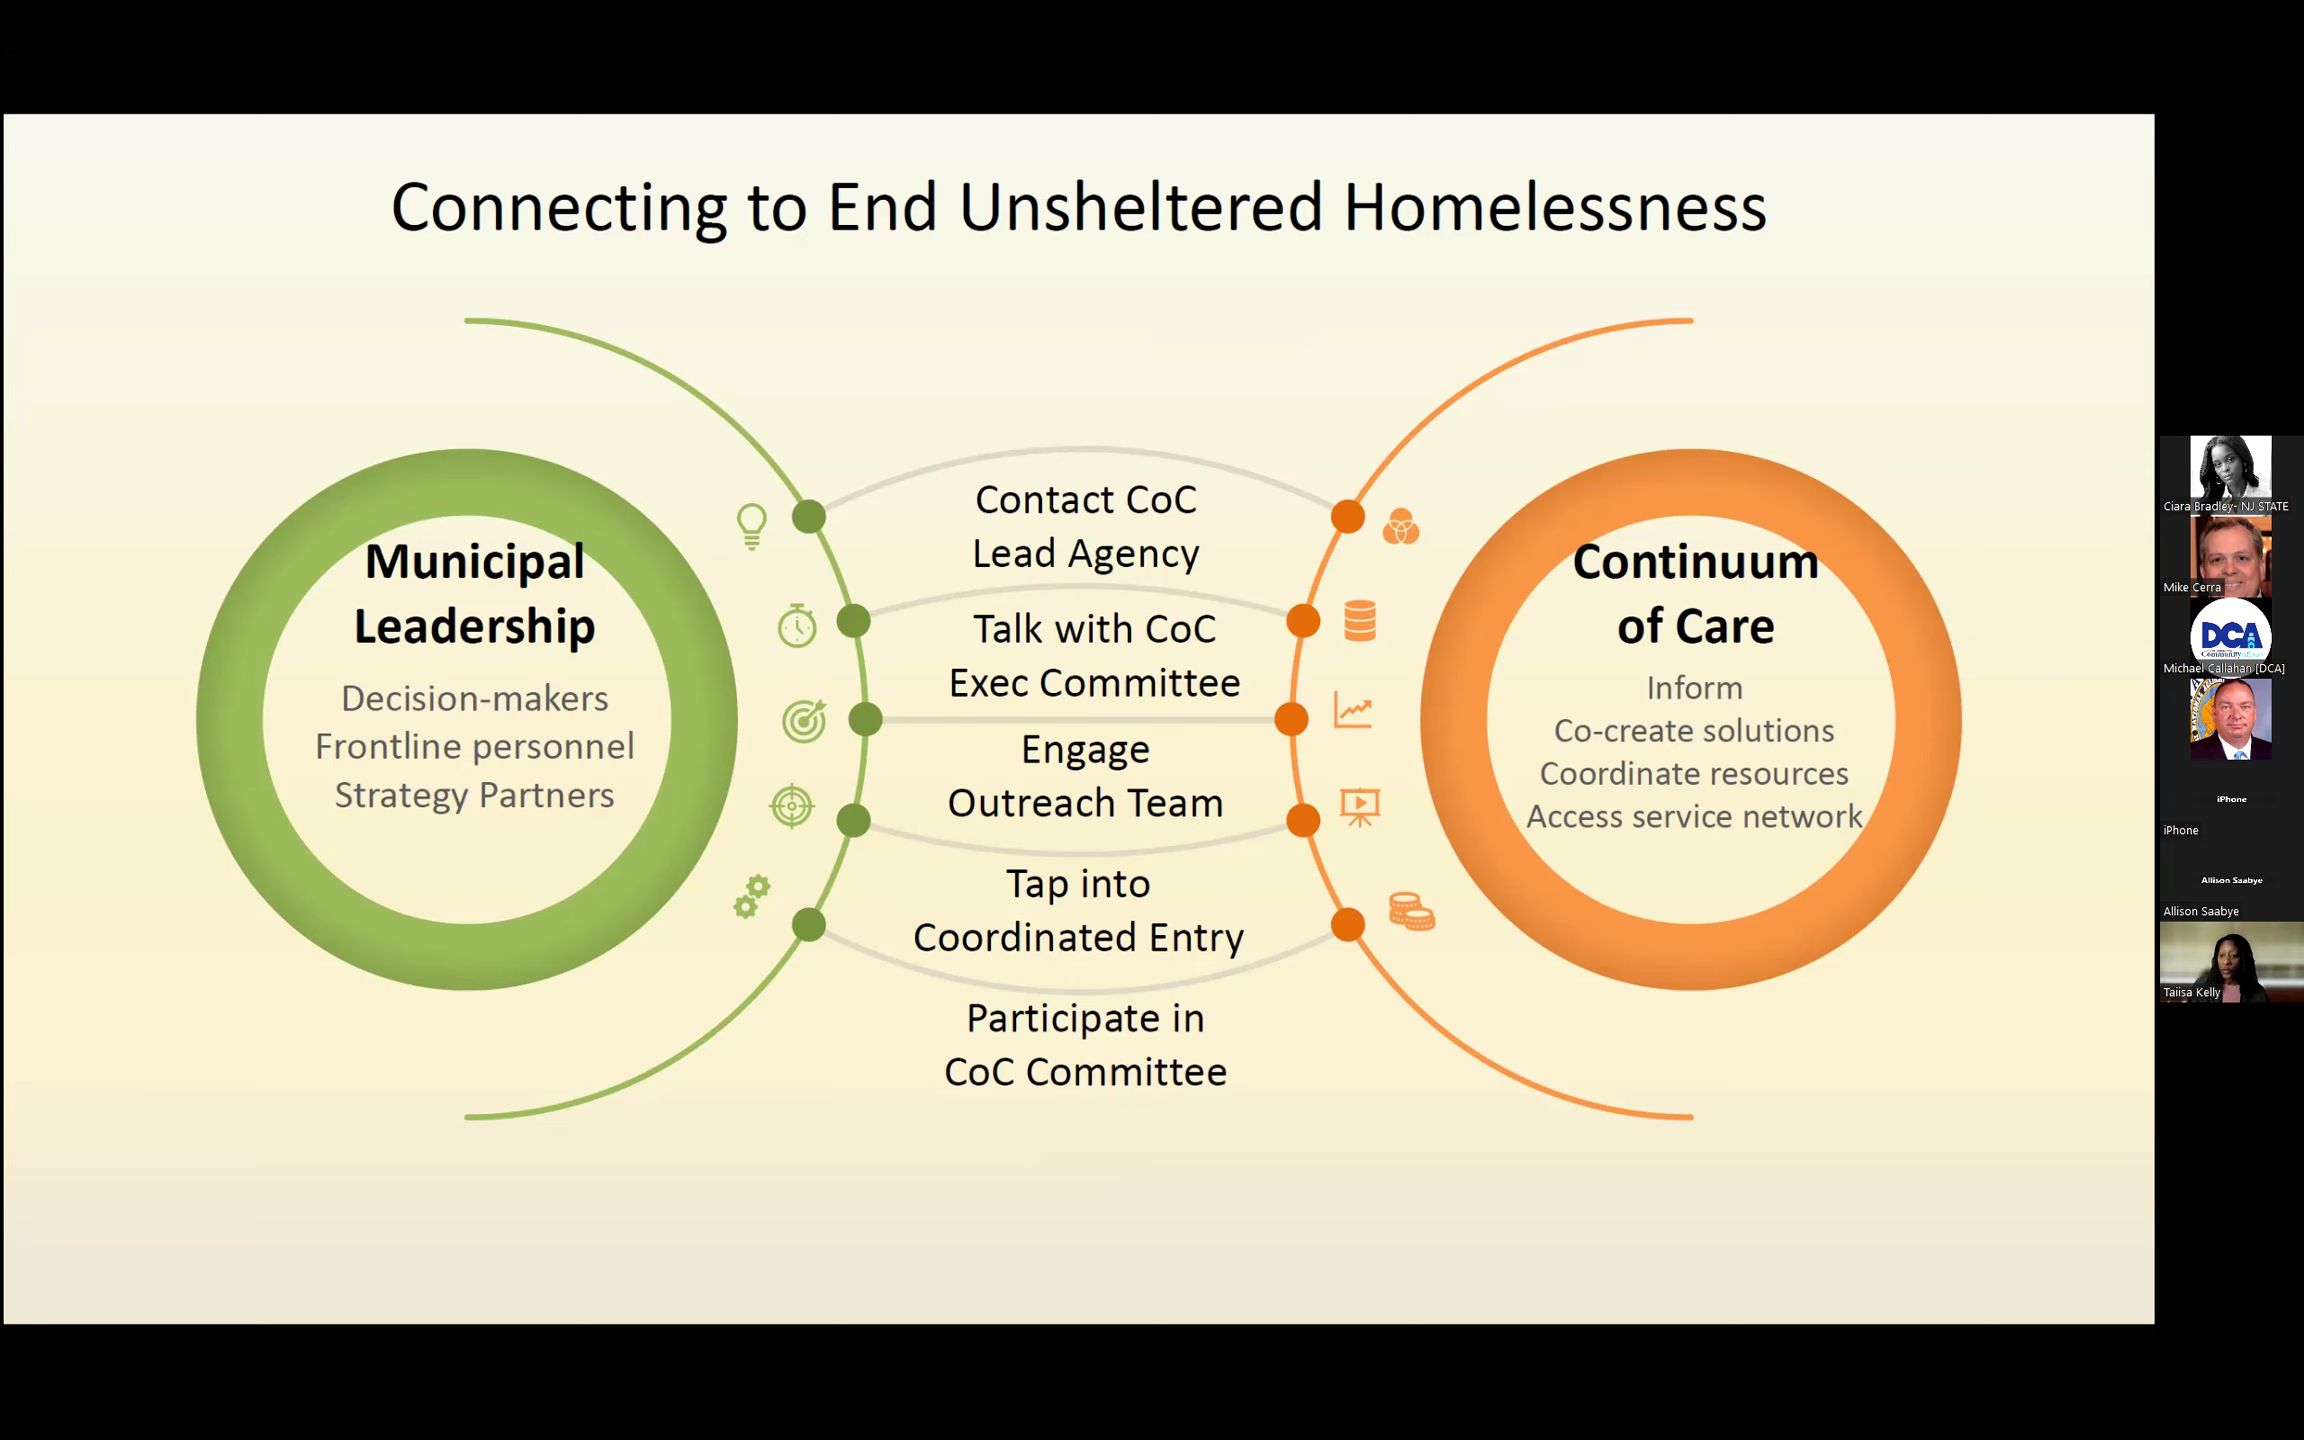 Connecting to End Unsheltered Homelessness
Municipal
Leadership
Decision-makers
Frontline personnel
Strategy Partners
Contact CoC
Lead Agency
Talk with CoC
Exec Committee
Engage
Outreach Team
Tap into
Coordinated Entry
Participate in
CoC Committee
Continuum
of Care
Inform
Co-create solutions
Coordinate resources
Access service network
Ciara Bradley- NJ STATE
Mike Cerra
DCA
Michael Callahan [DCA]
iPhone
iPhone
Allison Saabye
Allison Saabye
Taiisa Kelly